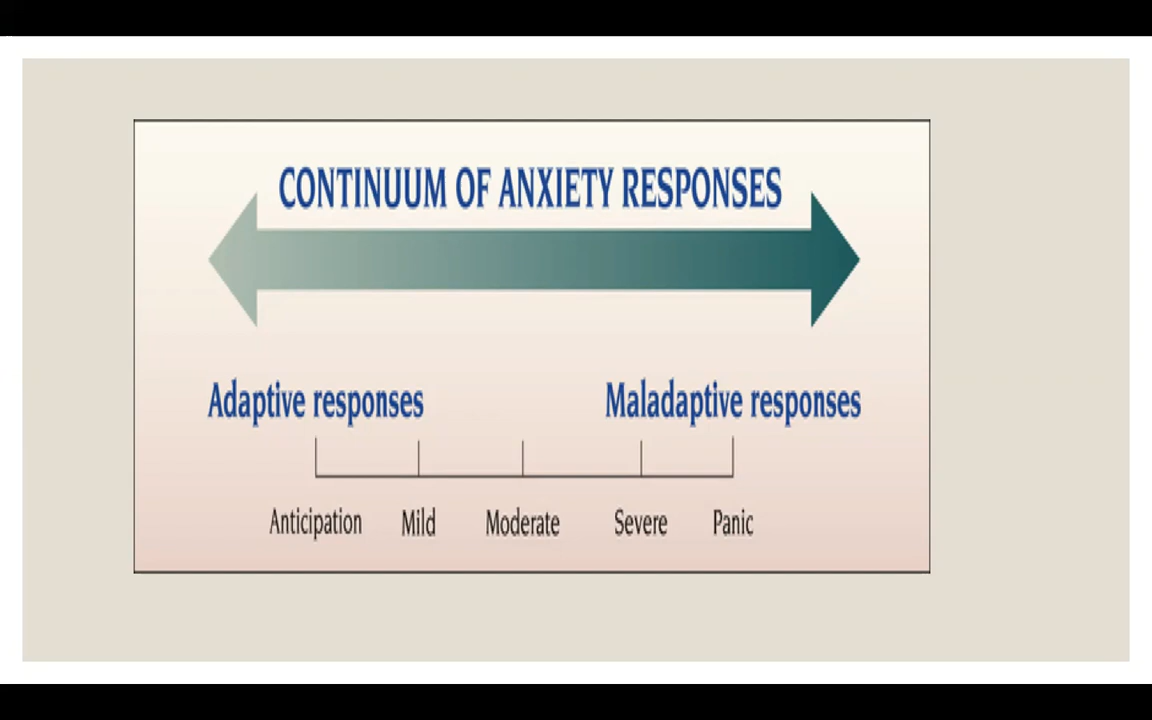 CONTINUUM OF ANXIETY RESPONSES
Adaptive responses Maladaptive responses
Anticipation Mild Moderate Severe Panic